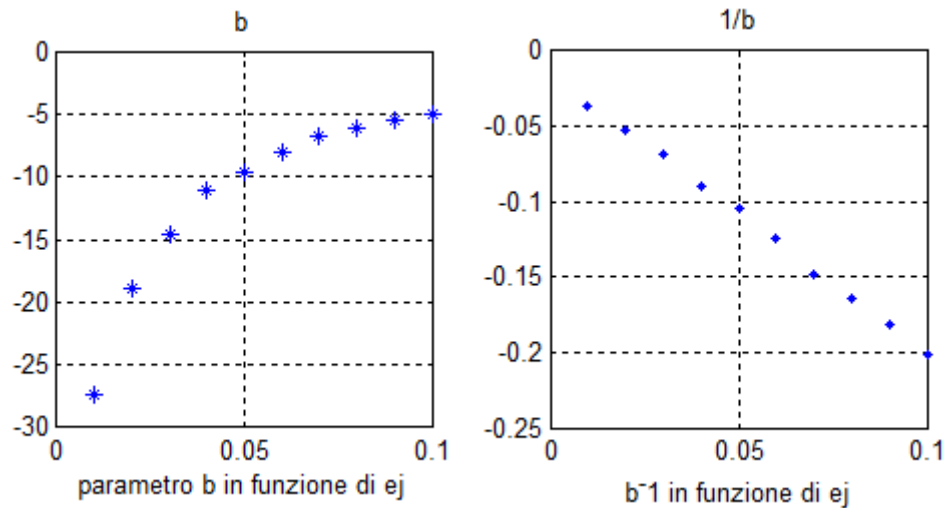 b
0
-5
-10
-15
-20
-25
-30
0 0.05 0.1
parametro b in funzione di ej
1/b
0
-0.05
-0.1
-0.15
-0.2
-0.25
0 0.05 0.1
b-1 in funzione di ej